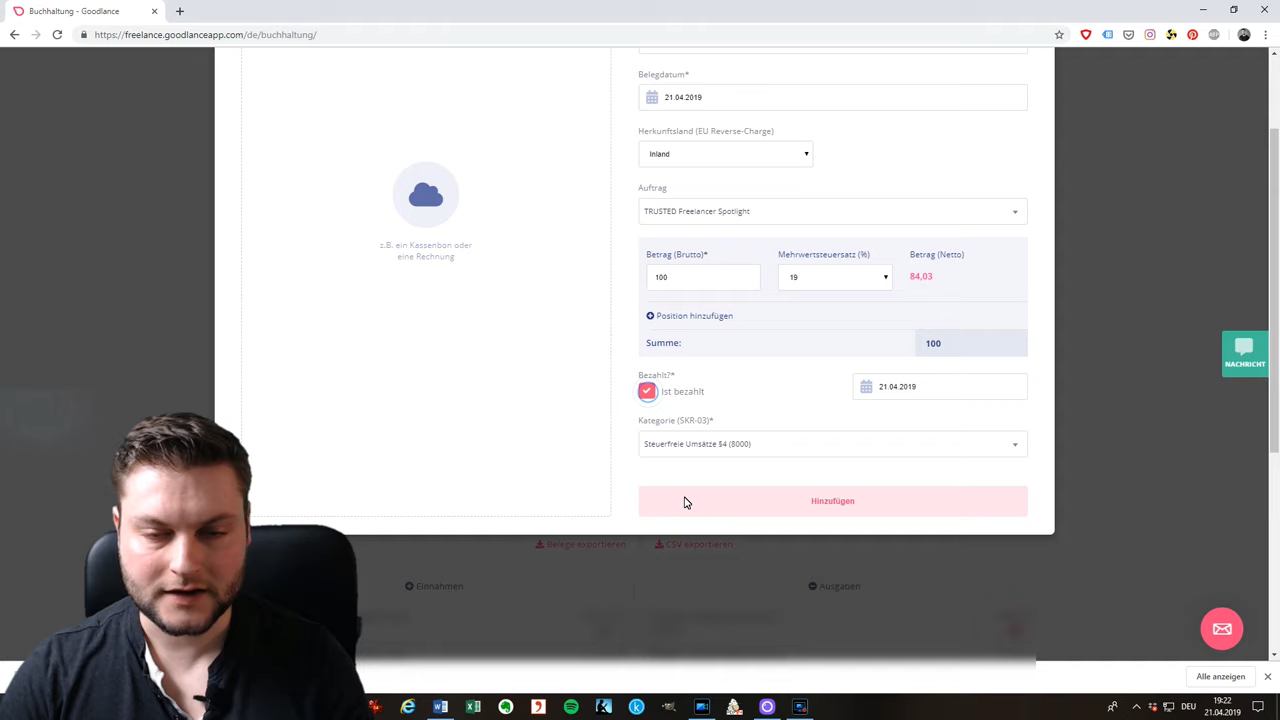 Buchhaltung - Goodlance
https://freelance.goodlanceapp.com/de/buchhaltung/
Belegdatum*
21.04.2019
Herkunftsland (EU Reverse-Charge)
Inland
Auftrag
TRUSTED Freelancer Spotlight
z.B. ein Kassenbon oder
eine Rechnung
Betrag (Brutto)*
Mehrwertsteuersatz (%)
Betrag (Netto)
100
19
84,03
Position hinzufügen
Summe:
100
Bezahlt?*
Ist bezahlt
21.04.2019
Kategorie (SKR-03)*
Steuerfreie Umsätze §4 (8000)
Hinzufügen
NACHRICHT
Belege exportieren
CSV exportieren
Einnahmen
Ausgaben
Alle anzeigen
DEU
19:22
21.04.2019